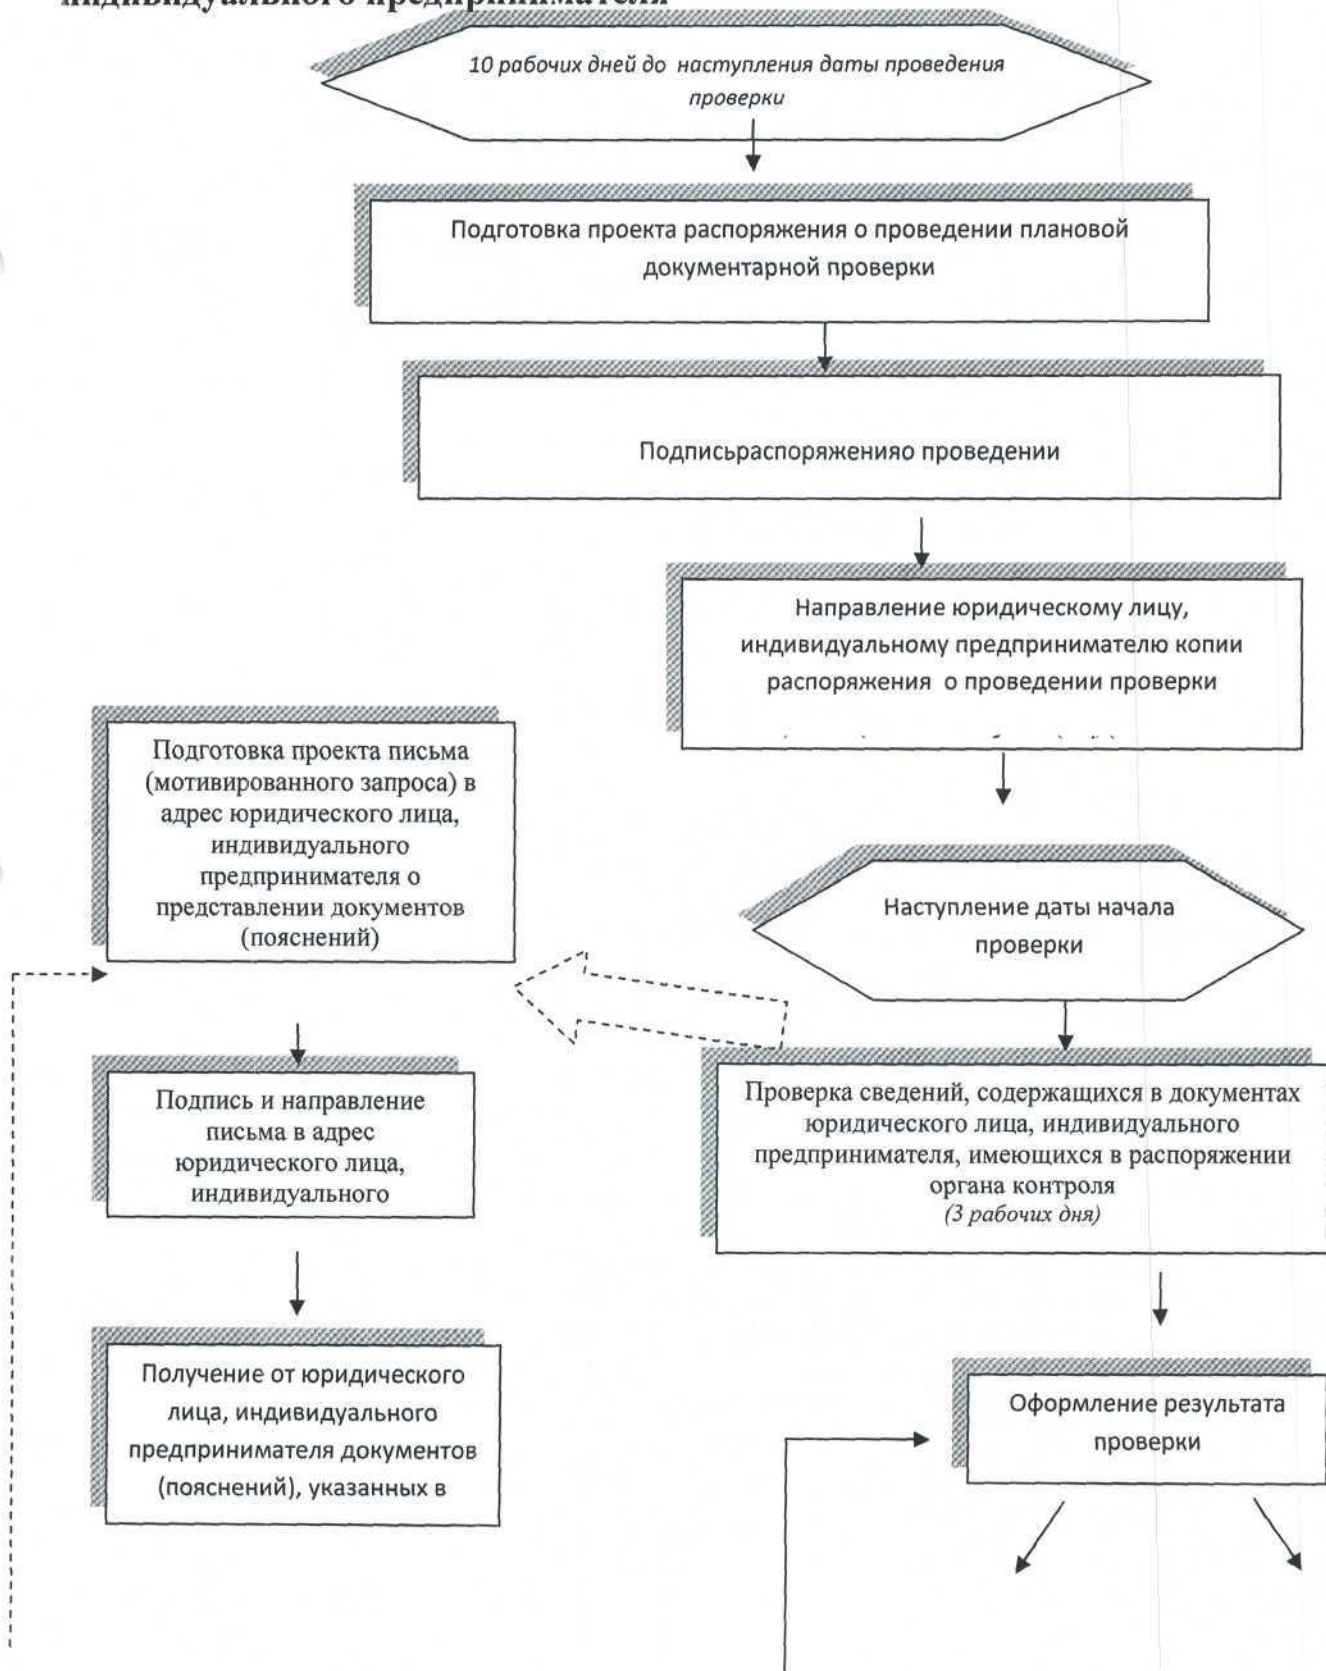 индивидуального предпринимателя
10 рабочих дней до наступления даты проведения
проверки
Подготовка проекта распоряжения о проведении плановой
документарной проверки
Подписьраспоряженияо проведении
Направление юридическому лицу,
индивидуальному предпринимателю копии
распоряжения о проведении проверки
Подготовка проекта письма
(мотивированного запроса) в
адрес юридического лица,
индивидуального
предпринимателя о
представлении документов
(пояснений)
Наступление даты начала
проверки
Подпись и направление
письма в адрес
юридического лица,
индивидуального
Проверка сведений, содержащихся в документах
юридического лица, индивидуального
предпринимателя, имеющихся в распоряжении
органа контроля
(3 рабочих дня)
Получение от юридического
лица, индивидуального
предпринимателя документов
(пояснений), указанных в
Оформление результата
проверки